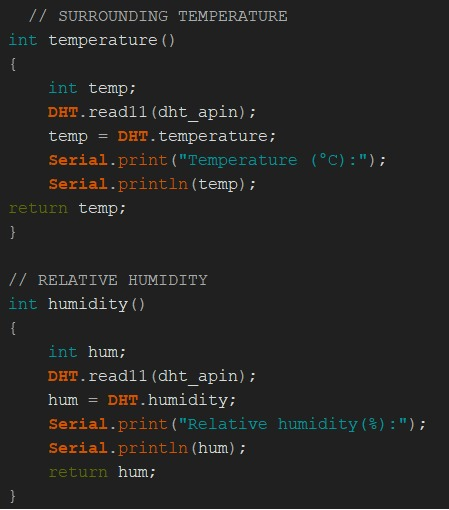 // SURROUNDING TEMPERATURE
int temperature()
{
int temp;
DHT.read11(dht_apin);
temp = DHT.temperature;
Serial.print("Temperature (°C):");
Serial.println(temp);
return temp;
}
// RELATIVE HUMIDITY
int humidity()
{
int hum;
DHT.read11(dht_apin);
hum = DHT.humidity;
Serial.print("Relative humidity(%):");
Serial.println(hum);
return hum;
}